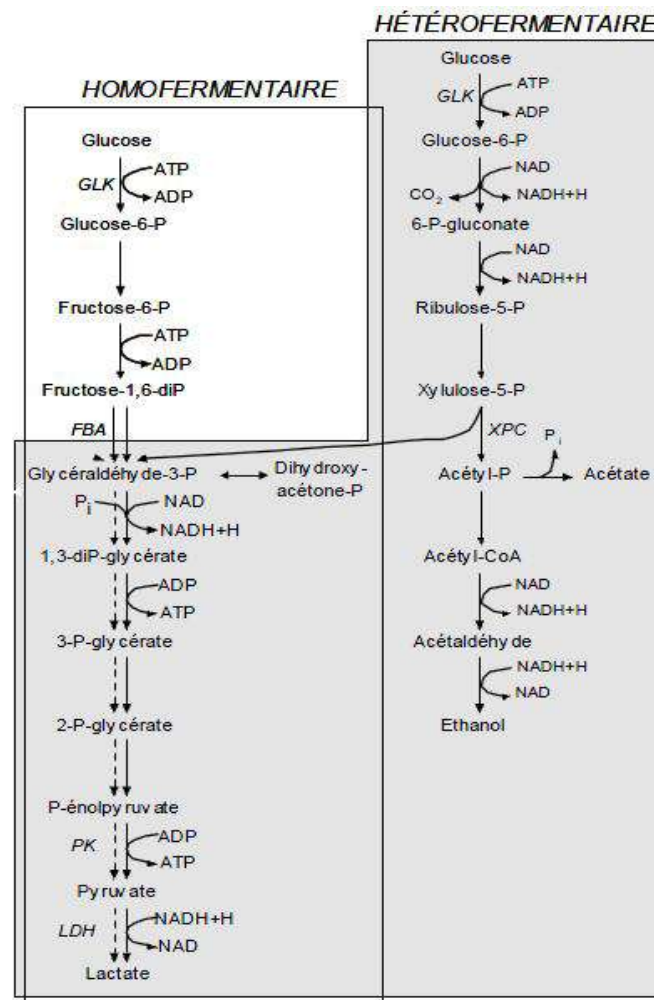 HÉTÉROFERMENTAIRE
HOMOFERMENTAIRE
Glucose
GLK
ATP
ADP
Glucose-6-P
Fructose-6-P
ATP
ADP
Fructose-1,6-diP
FBA
Glycéraldéhyde-3-P
Dihydroxy-
acétone-P
Pi
NAD
NADH+H
1,3-diP-glycérate
ADP
ATP
3-P-glycérate
2-P-glycérate
P-énolpyruvate
PK
ADP
ATP
Pyruvate
LDH
NADH+H
NAD
Lactate
Glucose
GLK
ATP
ADP
Glucose-6-P
NAD
CO2
NADH+H
6-P-gluconate
NAD
NADH+H
Ribulose-5-P
Xylulose-5-P
XPC
Pi
Acétyl-P
Acétate
Acétyl-CoA
NAD
NADH+H
Acétaldéhyde
NADH+H
NAD
Ethanol